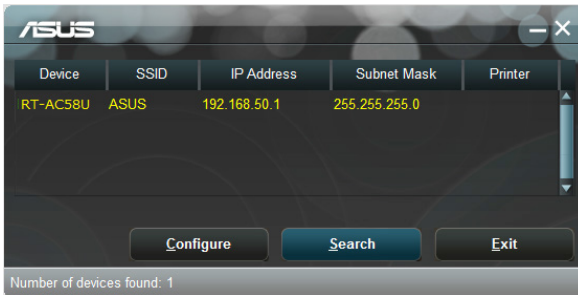 ASUS
Device SSID IP Address Subnet Mask Printer
RT-AC58U ASUS 192.168.50.1 255.255.255.0
Configure Search Exit
Number of devices found: 1